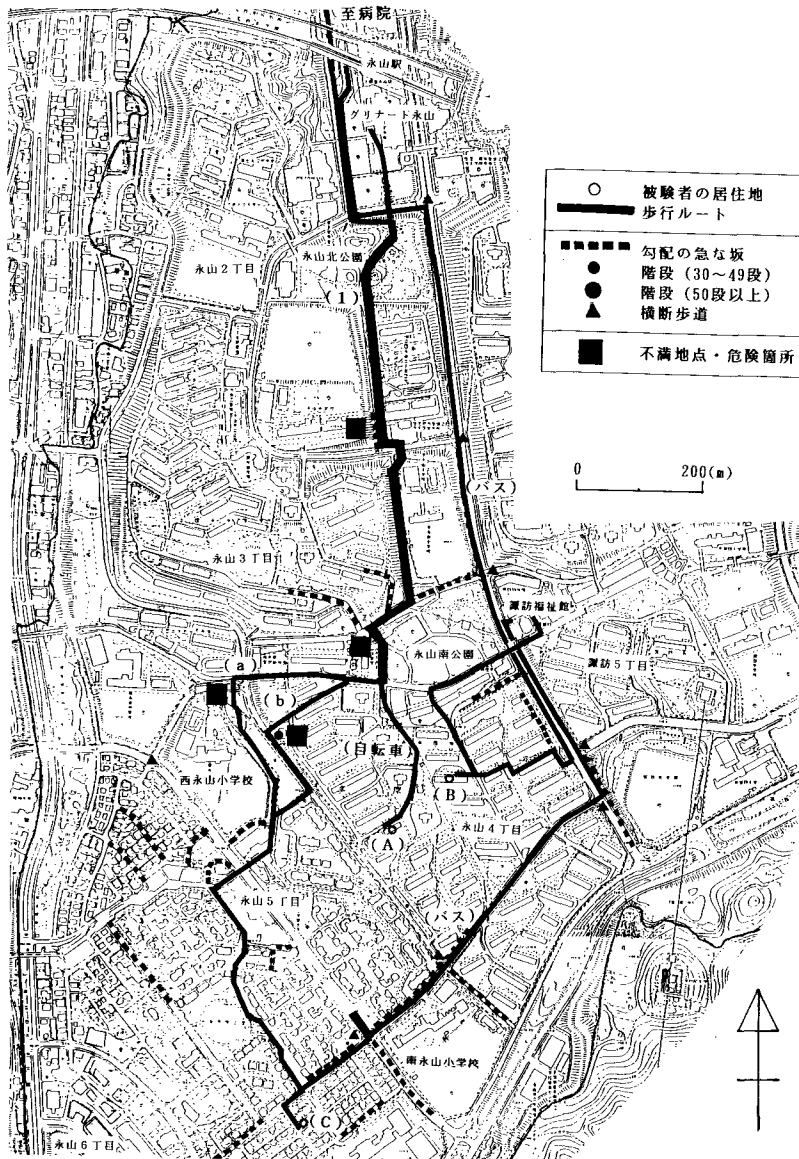 至病院
永山駅
グリナード永山
○ 被験者の居住地
歩行ルート
勾配の急な坂
階段 (30～49段)
階段 (50段以上)
横断歩道
不満地点・危険箇所
0 200(m)
永山2丁目
永山北公園
(1)
(バス)
永山3丁目
諏訪福祉館
永山南公園
諏訪5丁目
(a)
(b)
(自転車)
西永山小学校
(B)
(A)
永山4丁目
永山5丁目
(バス)
南永山小学校
(C)
永山6丁目